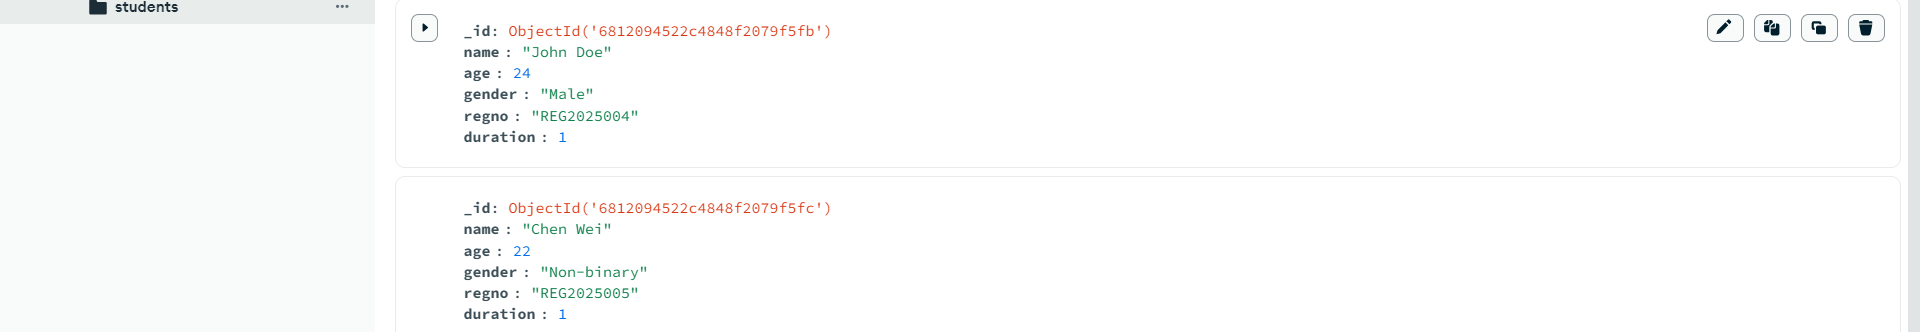 students
_id: ObjectId('6812094522c4848f2079f5fb')
name : "John Doe"
age : 24
gender : "Male"
regno : "REG2025004"
duration : 1
_id: ObjectId('6812094522c4848f2079f5fc')
name : "Chen Wei"
age : 22
gender : "Non-binary"
regno : "REG2025005"
duration : 1